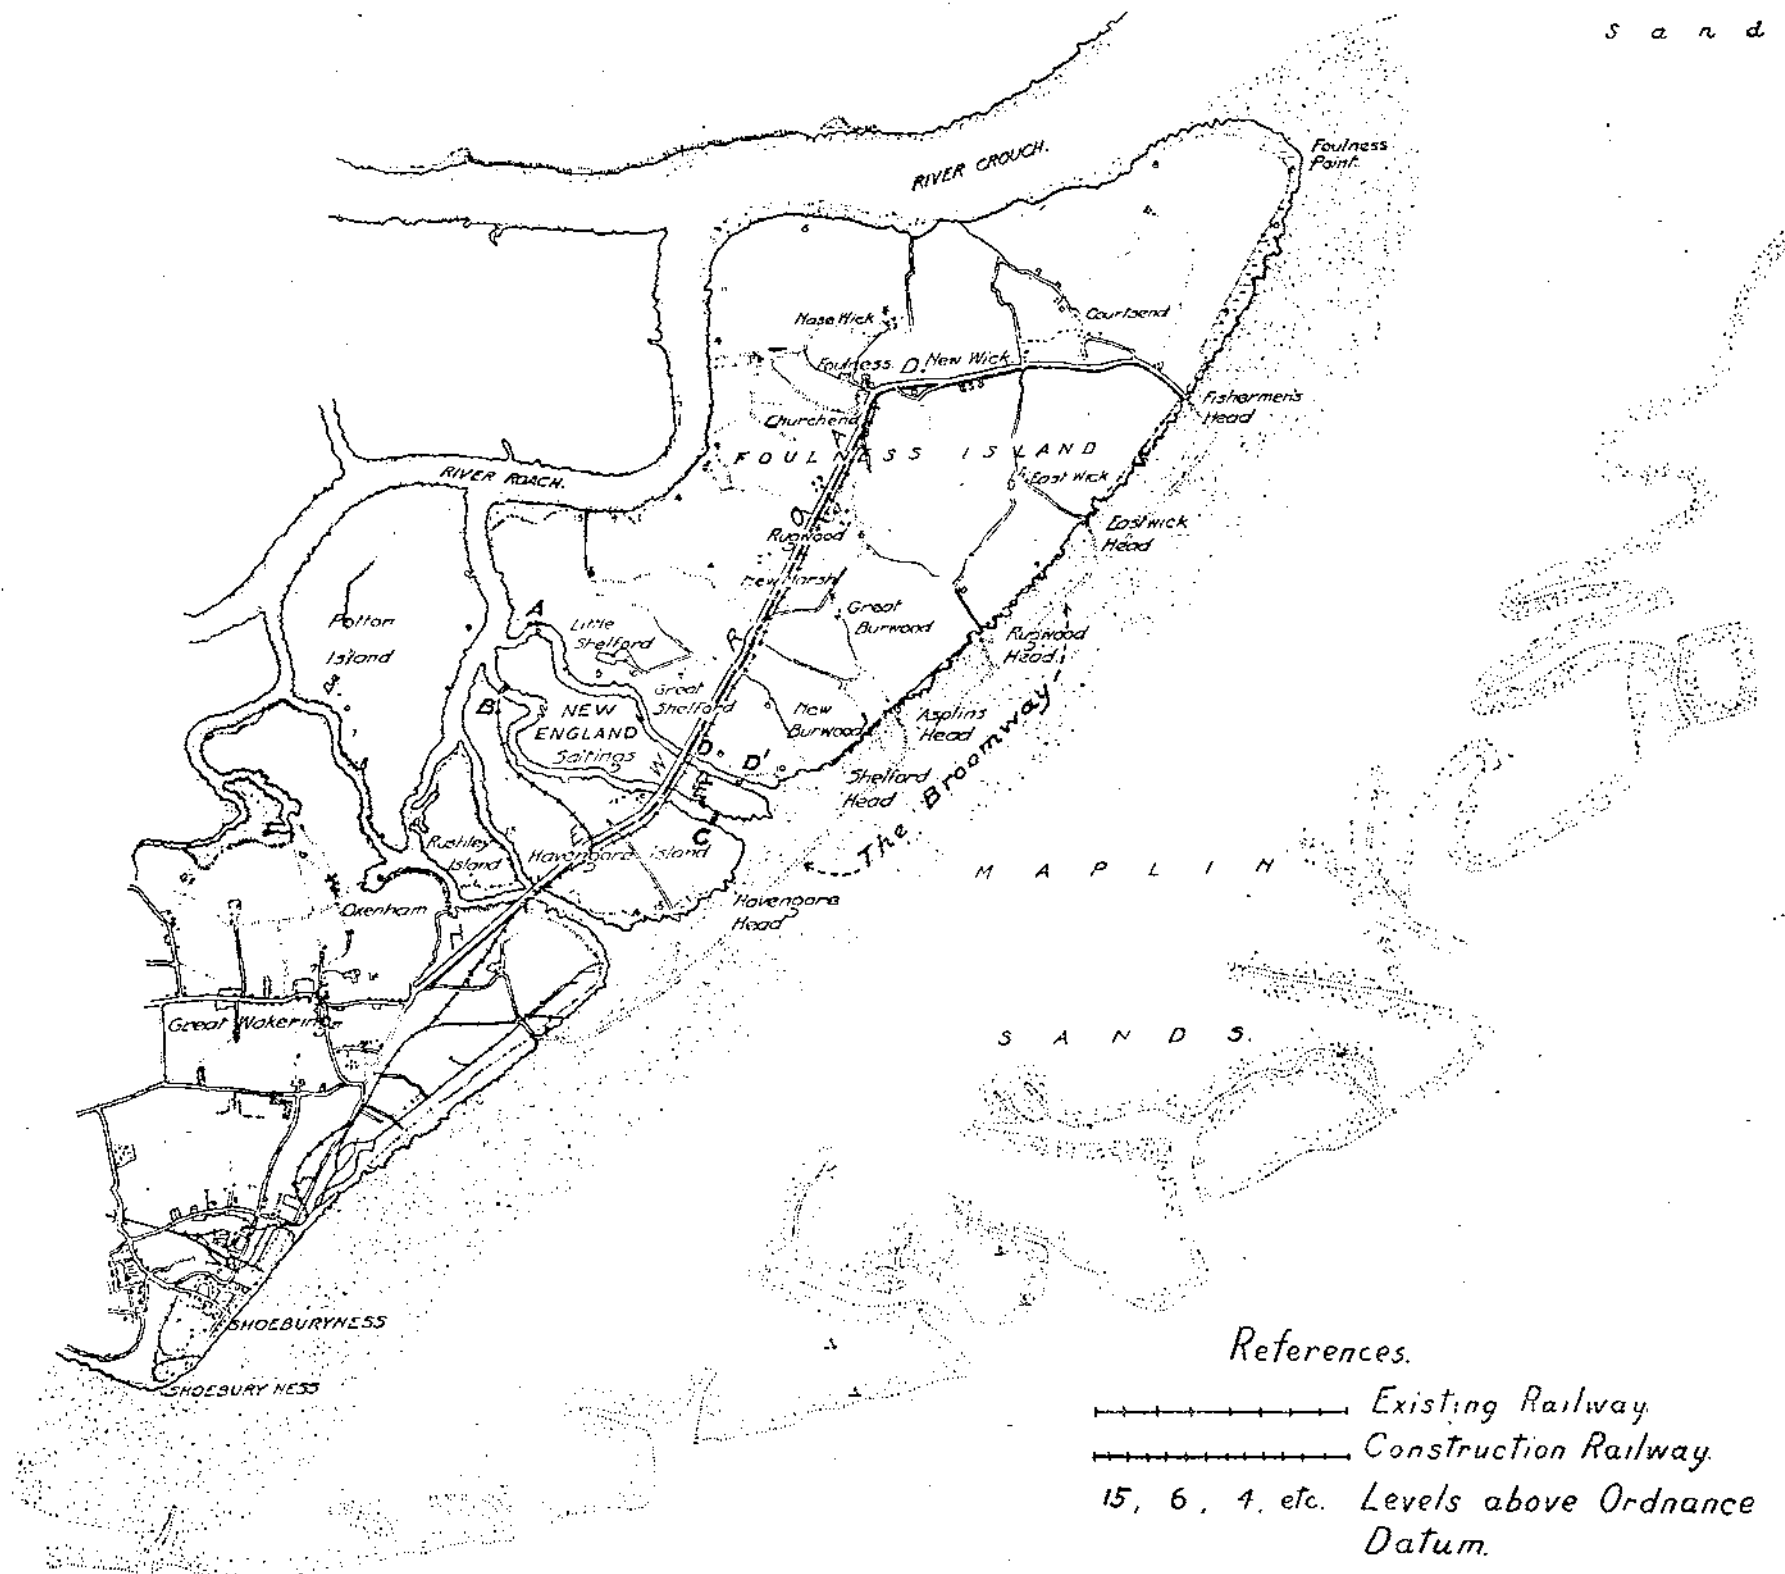 Sand
RIVER CROUCH.
Foulness
Point.
Nase Wick
Courtsend
Foulness
New Wick
Fishermen's
Head
Churchend
FOULNESS ISLAND
RIVER ROACH.
East Wick
Eastwick
Head
Rugwood
New Marsh
Great
Burwood
Rugwood
Head
Potton
Island
A
Little
Shelford
Great
Shelford
B.
NEW
ENGLAND
Saltings
New
Burwood
Asplins
Head
NEW ROAD
D.
D'
Shelford
Head
The Broomway
C
Rushley
Island
Havengore Island
MAPLIN
Havengore
Head
Oxenham
Great Wakering
SANDS.
SHOEBURYNESS
SHOEBURY NESS
References.
Existing Railway.
Construction Railway.
15, 6, 4, etc. Levels above Ordnance
Datum.